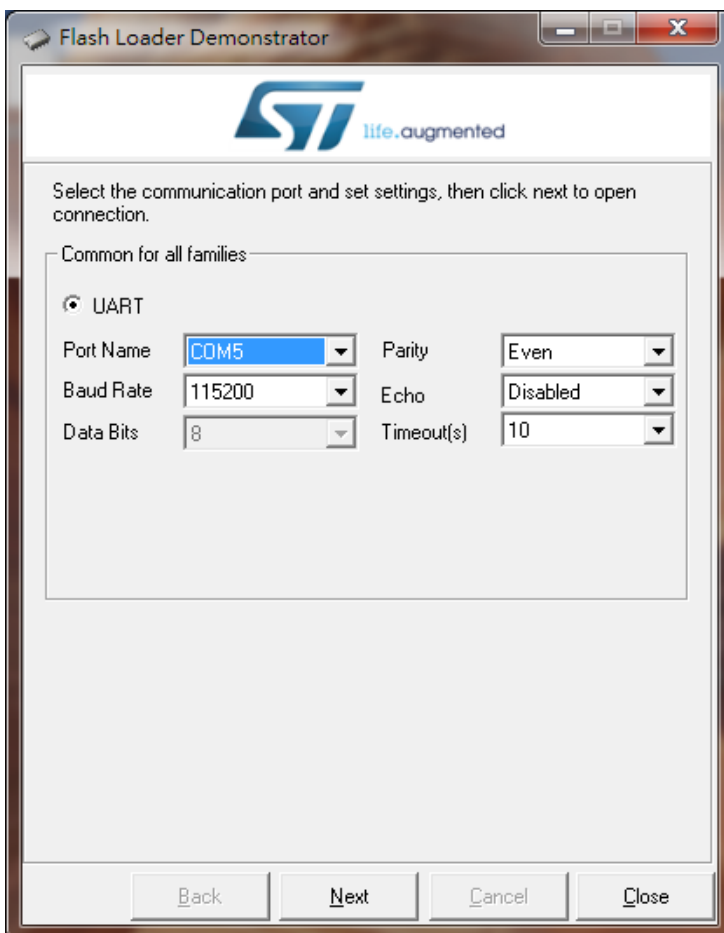 Flash Loader Demonstrator
life.augmented
Select the communication port and set settings, then click next to open
connection.
Common for all families
UART
Port Name COM5 Parity Even
Baud Rate 115200 Echo Disabled
Data Bits 8 Timeout(s) 10
Back Next Cancel Close